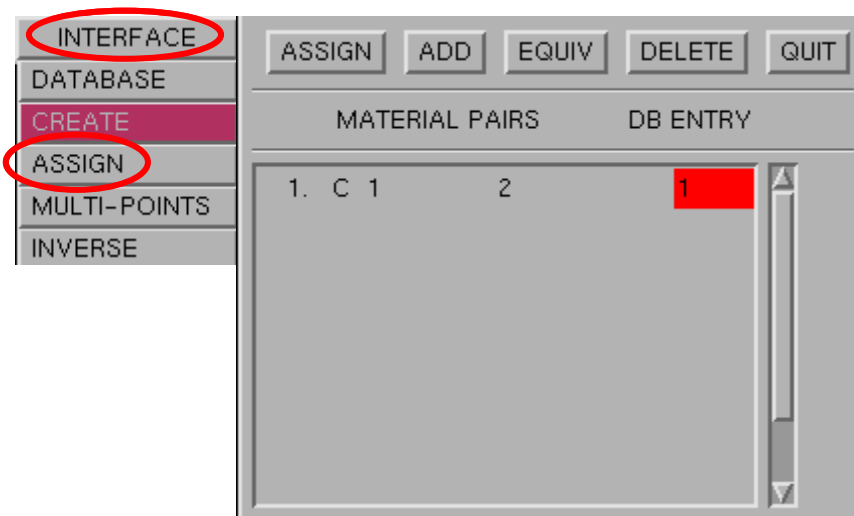 INTERFACE
DATABASE
CREATE
ASSIGN
MULTI-POINTS
INVERSE
ASSIGN ADD EQUIV DELETE QUIT
MATERIAL PAIRS DB ENTRY
1. C 1 2 1